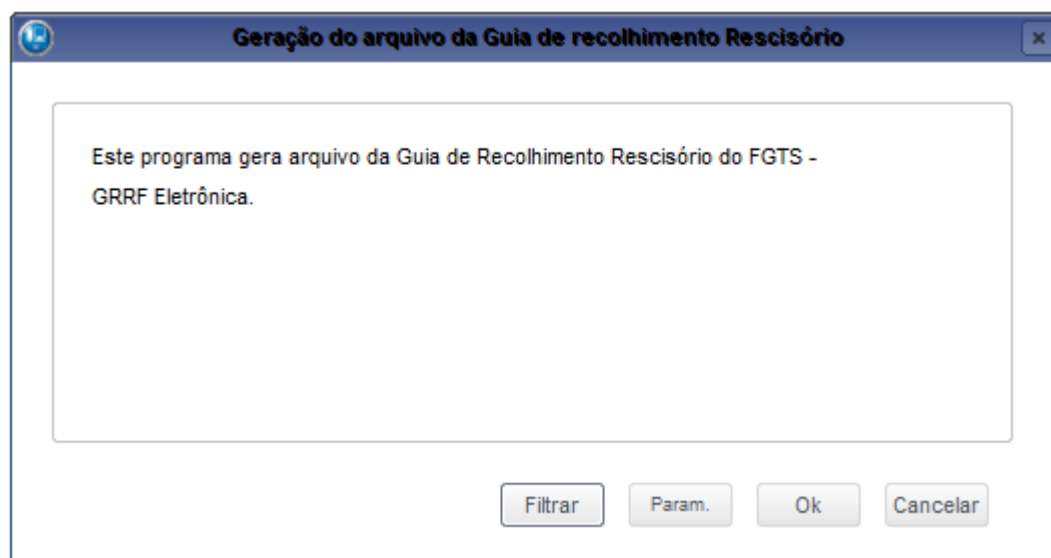 Geração do arquivo da Guia de recolhimento Rescisório
Este programa gera arquivo da Guia de Recolhimento Rescisório do FGTS -
GRRF Eletrônica.
Filtrar Param. Ok Cancelar